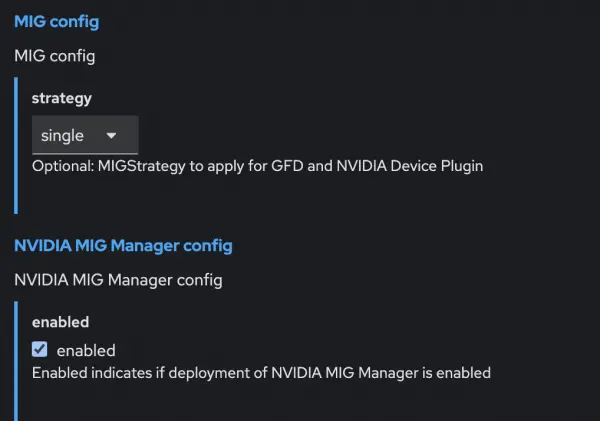 MIG config
MIG config
strategy
single
Optional: MIGStrategy to apply for GFD and NVIDIA Device Plugin
NVIDIA MIG Manager config
NVIDIA MIG Manager config
enabled
enabled
Enabled indicates if deployment of NVIDIA MIG Manager is enabled